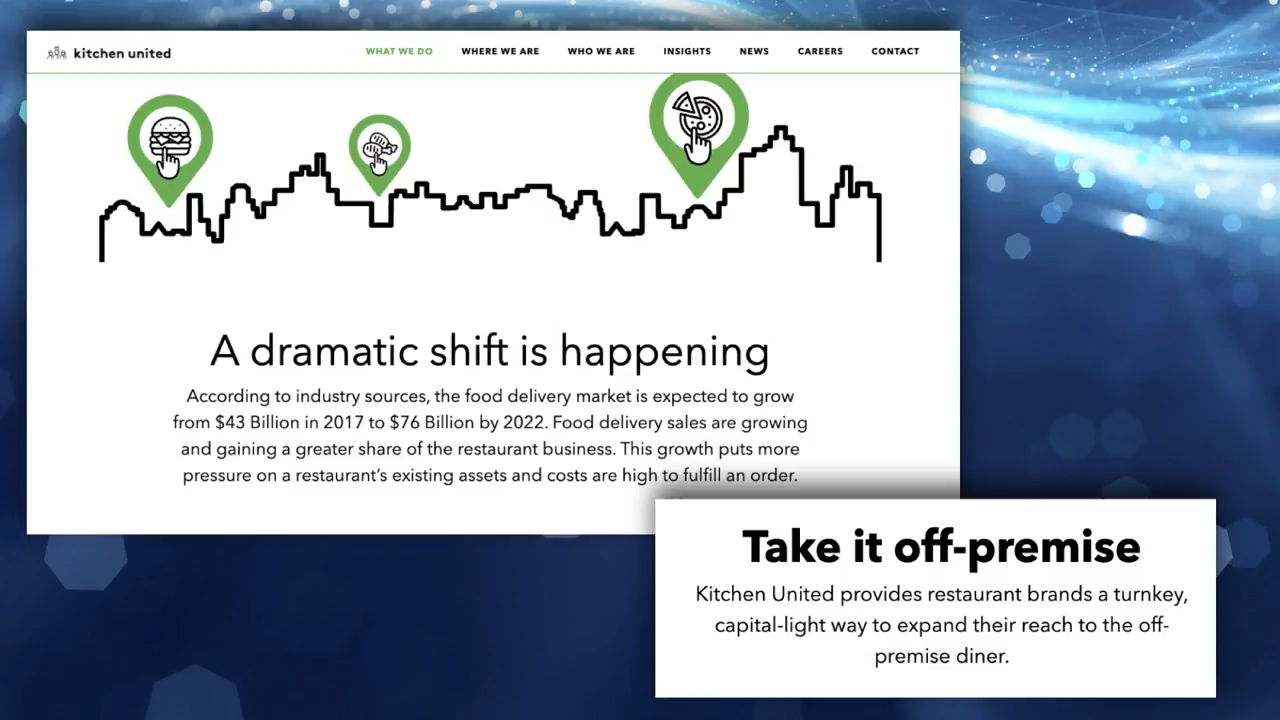 kitchen united
WHAT WE DO WHERE WE ARE WHO WE ARE INSIGHTS NEWS CAREERS CONTACT
A dramatic shift is happening
According to industry sources, the food delivery market is expected to grow
from $43 Billion in 2017 to $76 Billion by 2022. Food delivery sales are growing
and gaining a greater share of the restaurant business. This growth puts more
pressure on a restaurant's existing assets and costs are high to fulfill an order.
Take it off-premise
Kitchen United provides restaurant brands a turnkey,
capital-light way to expand their reach to the off-
premise diner.